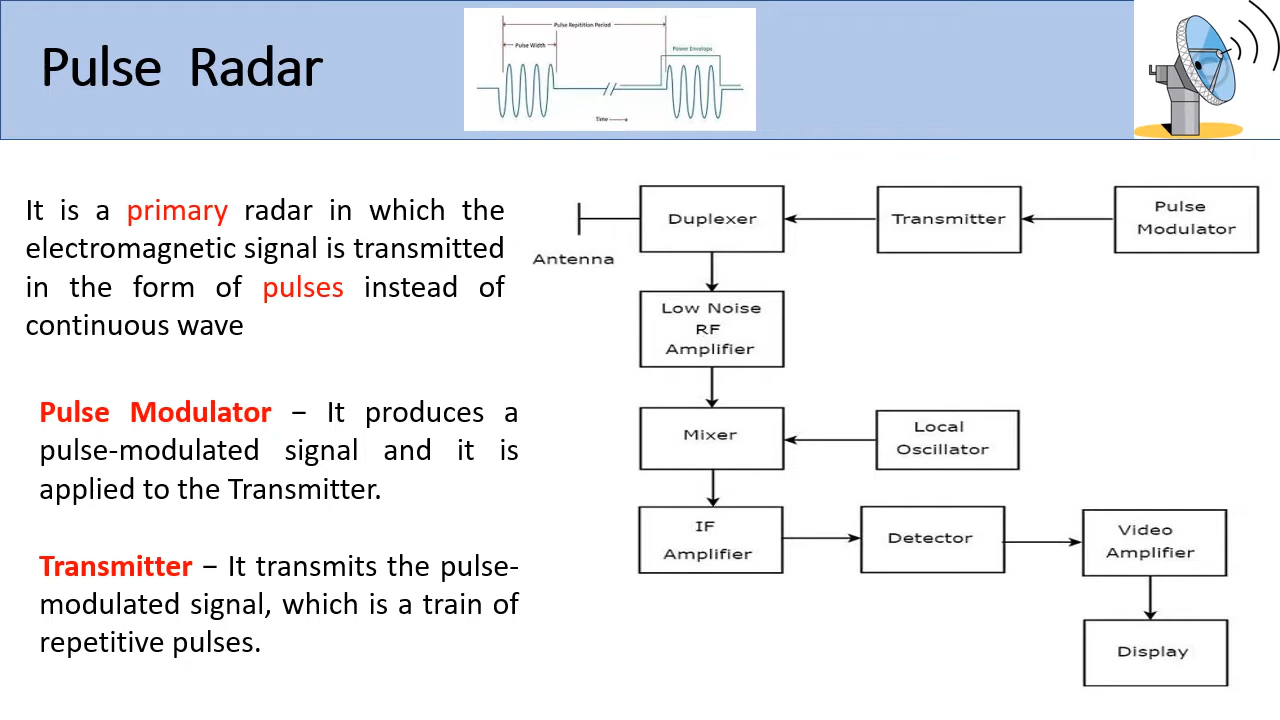 Pulse Radar
Pulse Repitition Period
Pulse Width
Power Envelope
Time
It is a primary radar in which the
electromagnetic signal is transmitted
in the form of pulses instead of
continuous wave
Pulse Modulator − It produces a
pulse-modulated signal and it is
applied to the Transmitter.
Transmitter − It transmits the pulse-
modulated signal, which is a train of
repetitive pulses.
Antenna
Duplexer
Transmitter
Pulse
Modulator
Low Noise
RF
Amplifier
Mixer
Local
Oscillator
IF
Amplifier
Detector
Video
Amplifier
Display